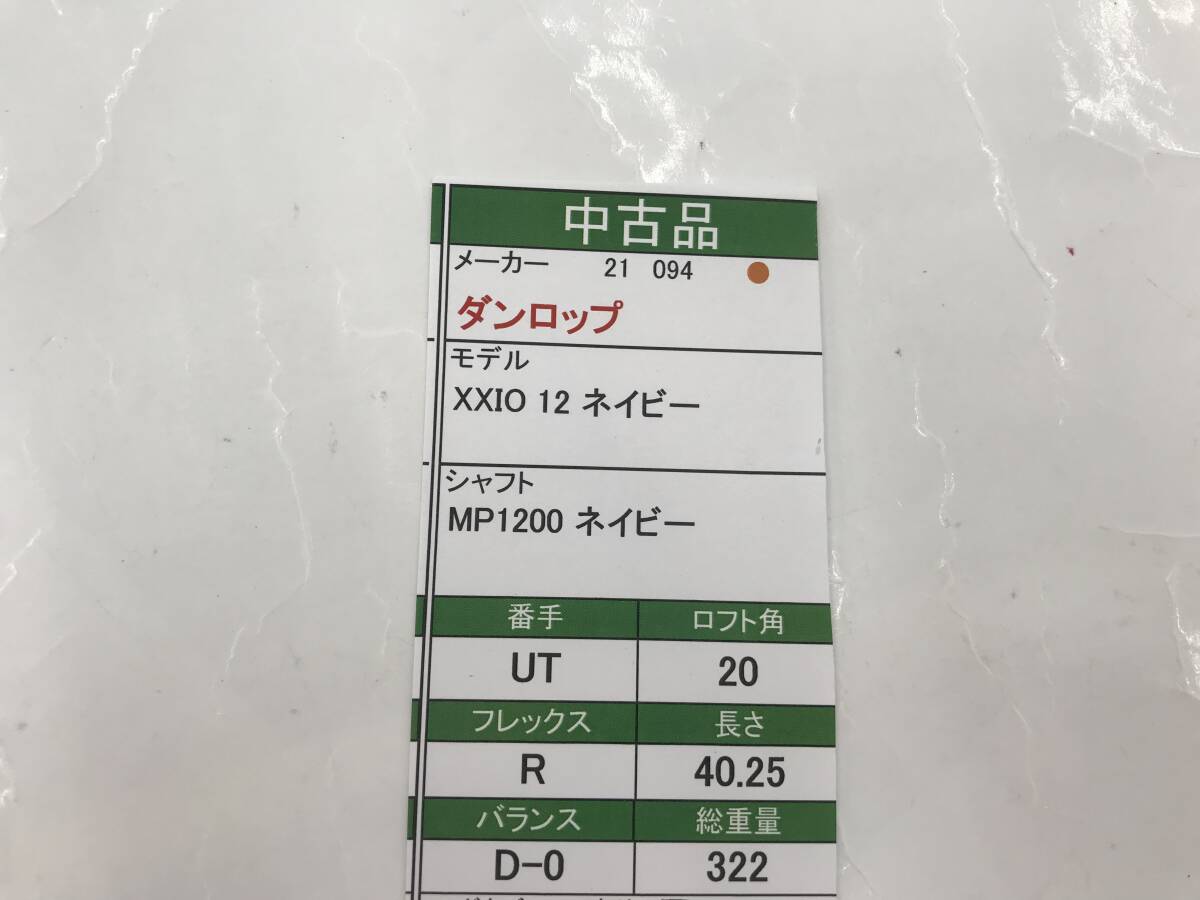 中古品
メーカー 21 094
ダンロップ
モデル
XXIO 12 ネイビー
シャフト
MP1200 ネイビー
番手 ロフト角
UT 20
フレックス 長さ
R 40.25
バランス 総重量
D-0 322